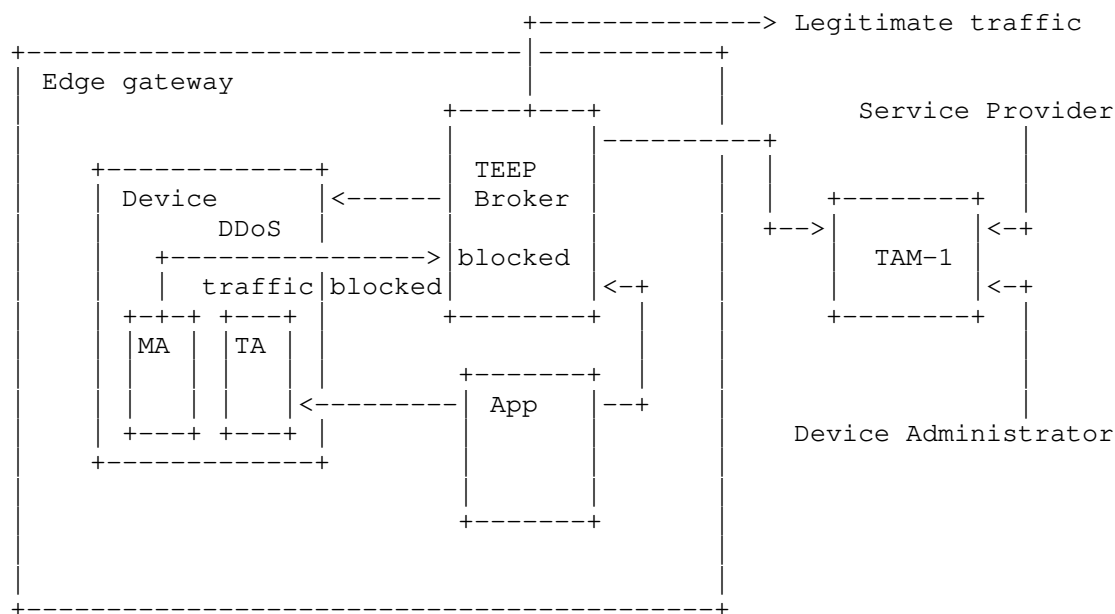 Legitimate traffic
Edge gateway
Service Provider
TEEP
Device
Broker
DDoS
blocked
TAM-1
traffic blocked
MA
TA
App
Device Administrator